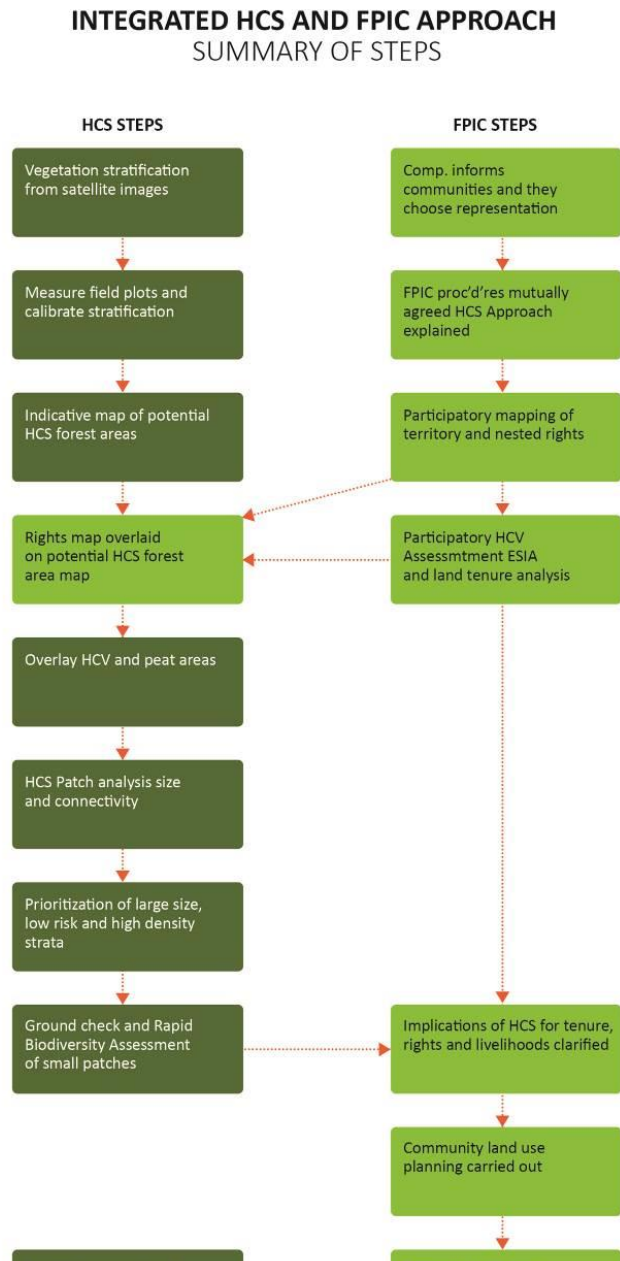 INTEGRATED HCS AND FPIC APPROACH
SUMMARY OF STEPS
HCS STEPS
Vegetation stratification
from satellite images
Measure field plots and
calibrate stratification
Indicative map of potential
HCS forest areas
Rights map overlaid
on potential HCS forest
area map
Overlay HCV and peat areas
HCS Patch analysis size
and connectivity
Prioritization of large size,
low risk and high density
strata
Ground check and Rapid
Biodiversity Assessment
of small patches
FPIC STEPS
Comp. informs
communities and they
choose representation
FPIC proc'd'res mutually
agreed HCS Approach
explained
Participatory mapping of
territory and nested rights
Participatory HCV
Assessmtment ESIA
and land tenure analysis
Implications of HCS for tenure,
rights and livelihoods clarified
Community land use
planning carried out